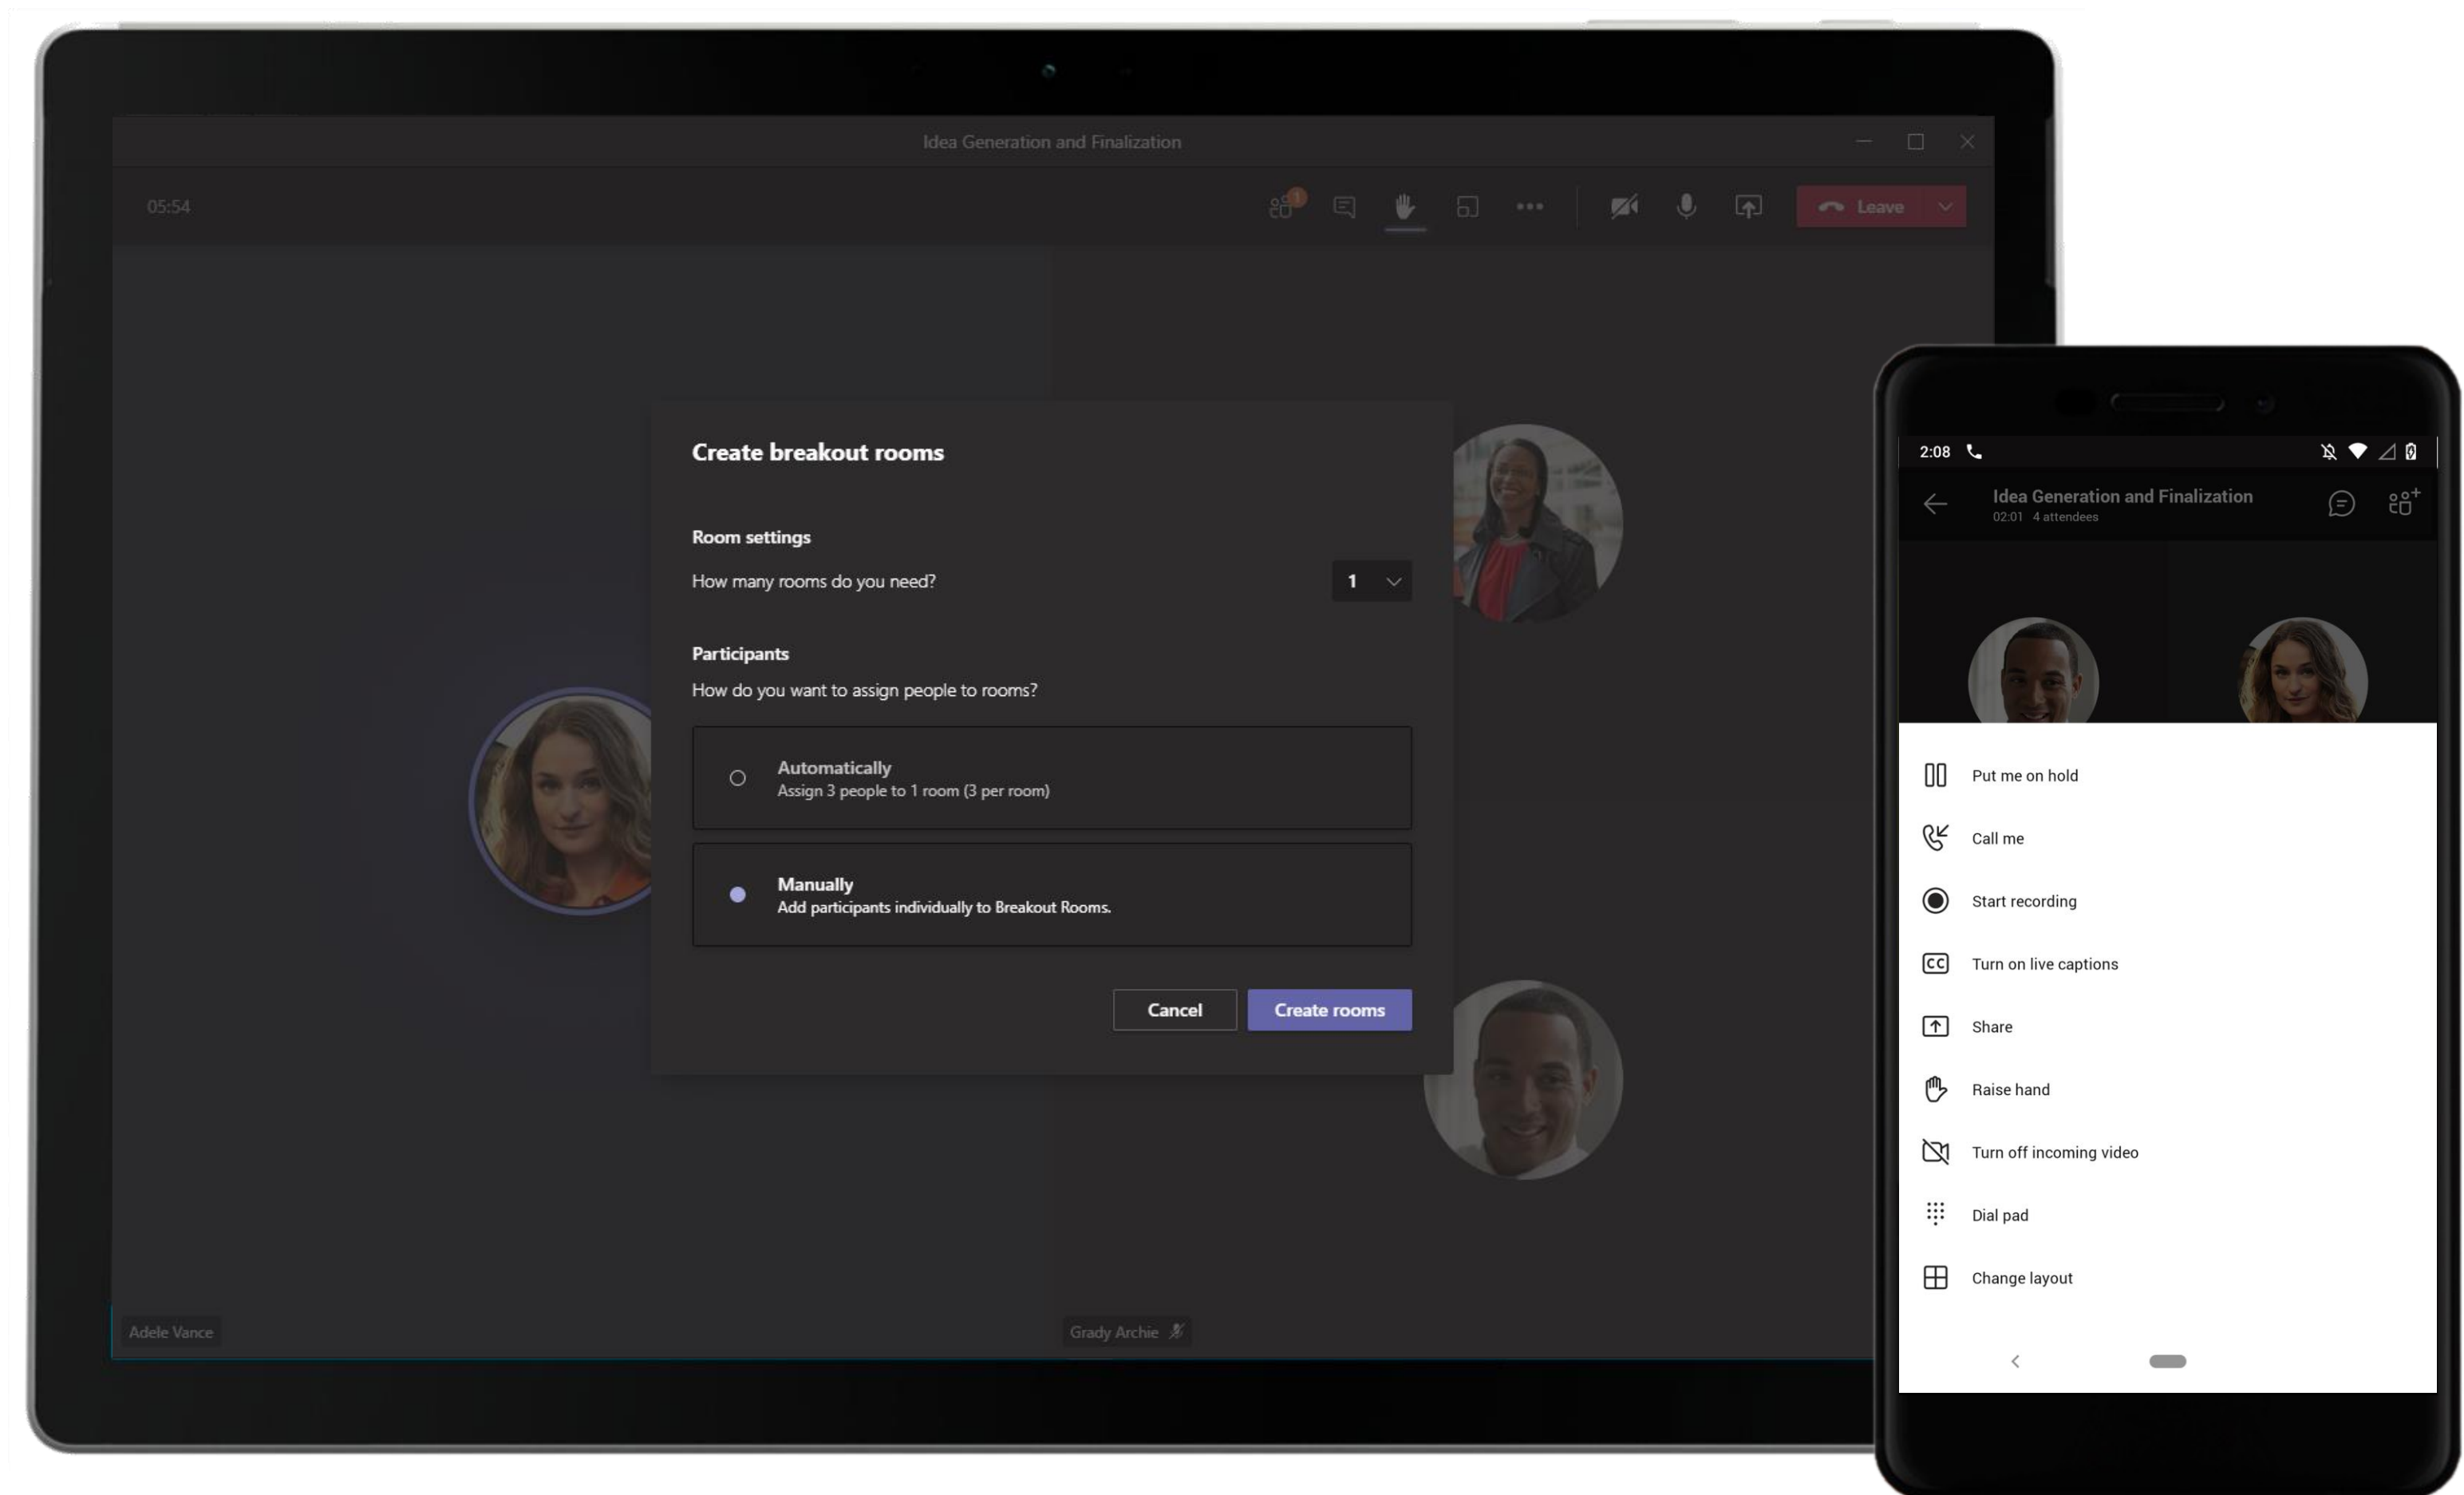 Idea Generation and Finalization
05:54
1
Leave
Create breakout rooms
Room settings
How many rooms do you need?
1
Participants
How do you want to assign people to rooms?
Automatically
Assign 3 people to 1 room (3 per room)
Manually
Add participants individually to Breakout Rooms.
Cancel
Create rooms
Adele Vance
Grady Archie
2:08
Idea Generation and Finalization
02:01 4 attendees
Put me on hold
Call me
Start recording
CC
Turn on live captions
Share
Raise hand
Turn off incoming video
Dial pad
Change layout